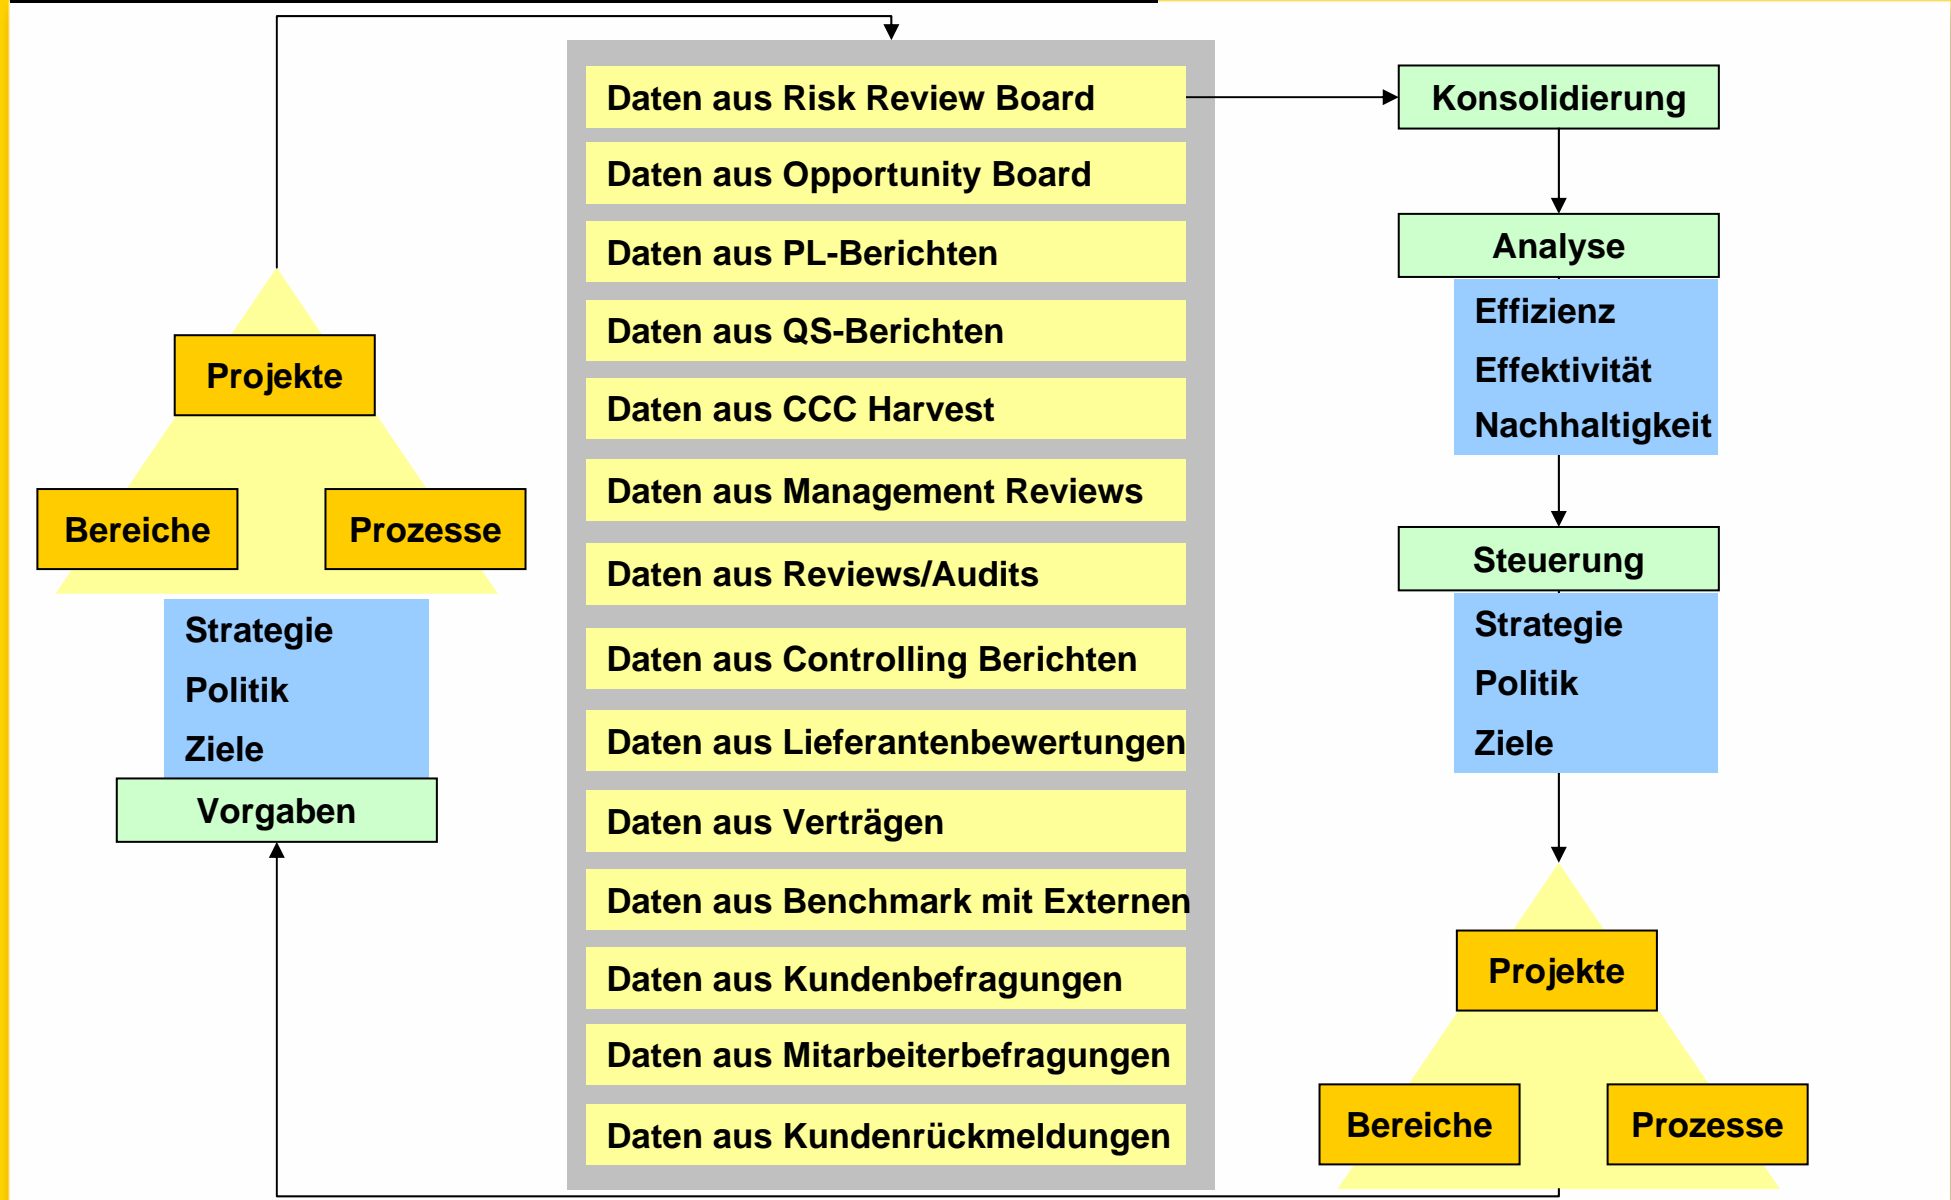 Projekte
Bereiche
Prozesse
Strategie
Politik
Ziele
Vorgaben
Daten aus Risk Review Board
Daten aus Opportunity Board
Daten aus PL-Berichten
Daten aus QS-Berichten
Daten aus CCC Harvest
Daten aus Management Reviews
Daten aus Reviews/Audits
Daten aus Controlling Berichten
Daten aus Lieferantenbewertungen
Daten aus Verträgen
Daten aus Benchmark mit Externen
Daten aus Kundenbefragungen
Daten aus Mitarbeiterbefragungen
Daten aus Kundenrückmeldungen
Konsolidierung
Analyse
Effizienz
Effektivität
Nachhaltigkeit
Steuerung
Strategie
Politik
Ziele
Projekte
Bereiche
Prozesse